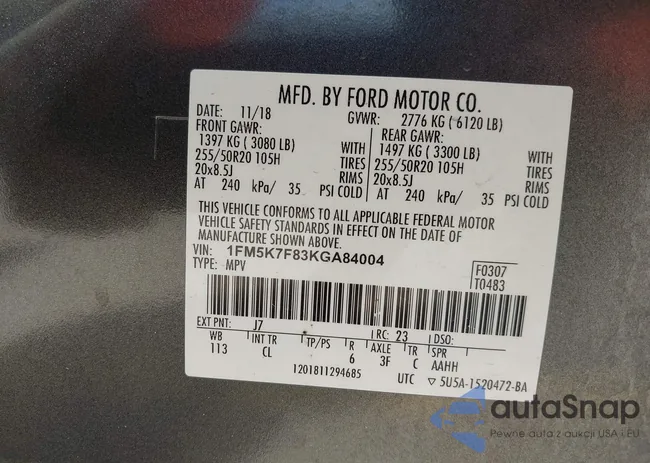 MFD. BY FORD MOTOR CO.
DATE: 11/18 GVWR: 2776 KG ( 6120 LB)
FRONT GAWR: REAR GAWR:
1397 KG ( 3080 LB) WITH 1497 KG ( 3300 LB) WITH
255/50R20 105H TIRES 255/50R20 105H TIRES
20x8.5J RIMS 20x8.5J RIMS
AT 240 kPa/ 35 PSI COLD AT 240 kPa/ 35 PSI COLD
THIS VEHICLE CONFORMS TO ALL APPLICABLE FEDERAL MOTOR
VEHICLE SAFETY STANDARDS IN EFFECT ON THE DATE OF
MANUFACTURE SHOWN ABOVE.
VIN: 1FM5K7F83KGA84004 F0307
TYPE: MPV T0483
EXT PNT: J7 RC: 23 DSO:
WB INT TR TP/PS R AXLE TR SPR
113 CL 6 3F C AAHH
1201811294685 UTC ▽ 5U5A-1520472-BA
autaSnap
Pewne auta z aukcji USA i EU